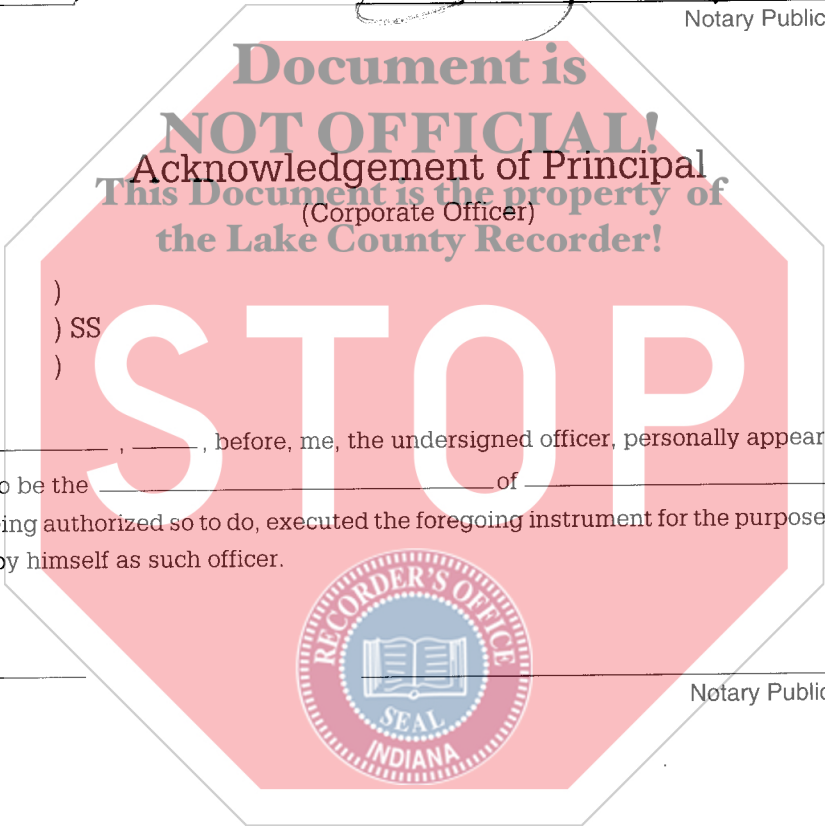 Notary Public
Document is
NOT OFFICIAL!
Acknowledgement of Principal
This Document is the property of
(Corporate Officer)
the Lake County Recorder!
)
) SS
)
STOP
, , before, me, the undersigned officer, personally appear
o be the of
ing authorized so to do, executed the foregoing instrument for the purpose
by himself as such officer.
RECORDER'S OFFICE
SEAL
INDIANA
Notary Public